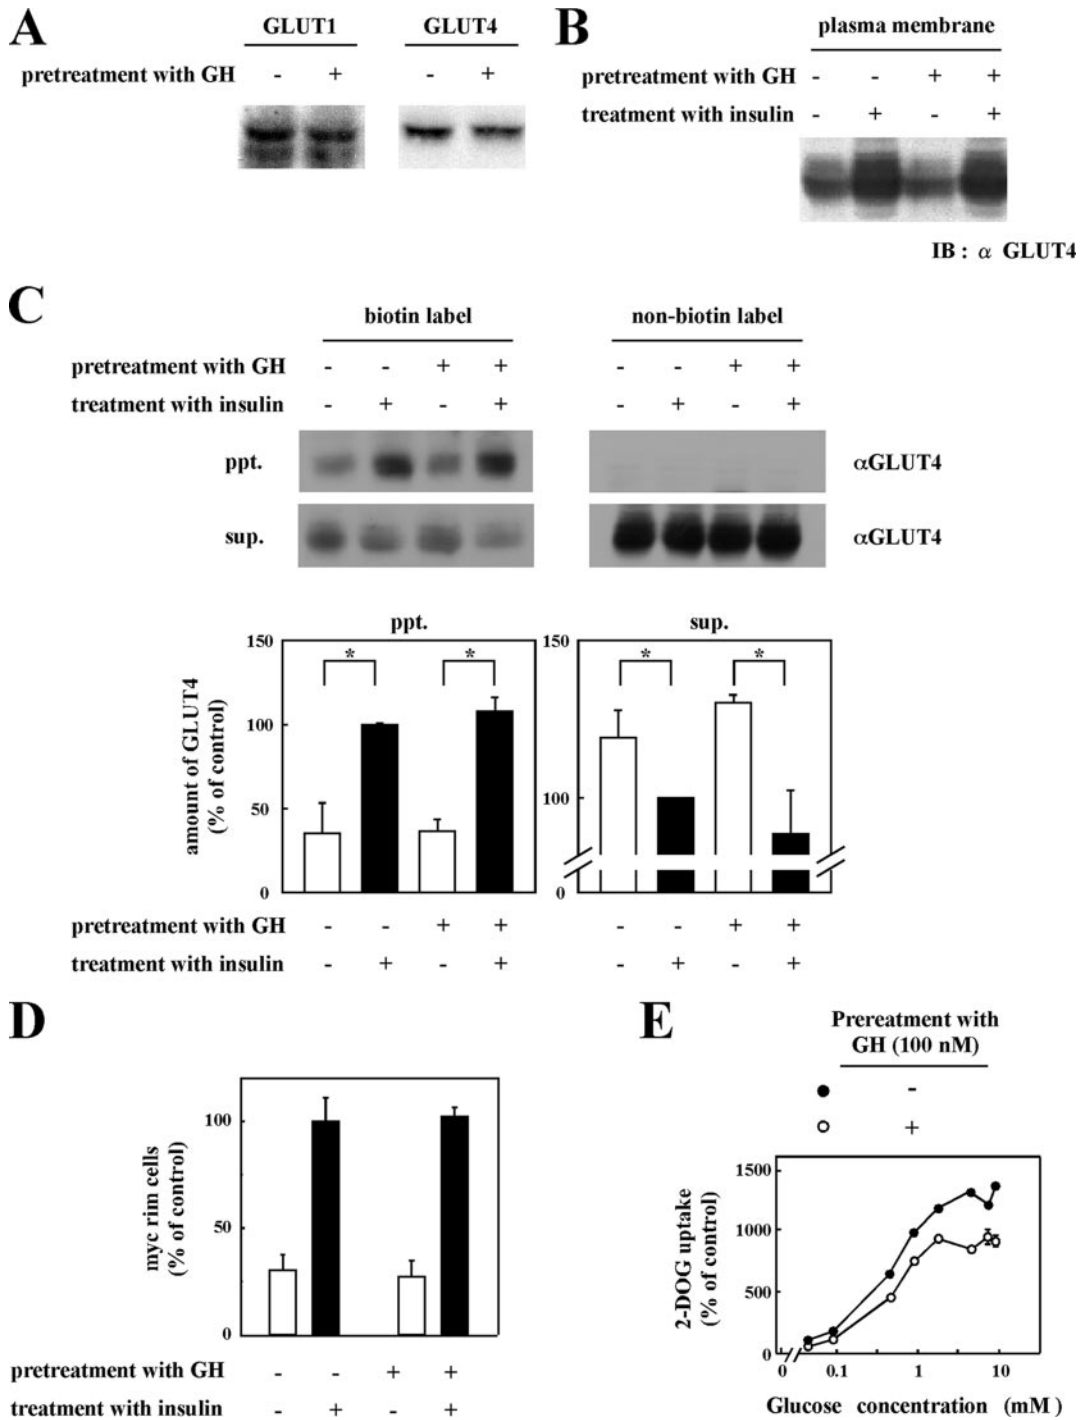 A
GLUT1 GLUT4
pretreatment with GH - + - +
B
plasma membrane
pretreatment with GH - - + +
treatment with insulin - + - +
IB : α GLUT4
C
biotin label non-biotin label
pretreatment with GH - - + + - - + +
treatment with insulin - + - + - + - +
ppt. αGLUT4
sup. αGLUT4
ppt. sup.
amount of GLUT4
(% of control)
150 150
* * * *
100
100
50
0 50
pretreatment with GH - - + + - - + +
treatment with insulin - + - + - + - +
D
myc rim cells
(% of control)
100
50
0
pretreatment with GH - - + +
treatment with insulin - + - +
E
Prereatment with
GH (100 nM)
● -
○ +
2-DOG uptake
(% of control)
1500
1000
500
0
0 0.1 1 10
Glucose concentration (mM)